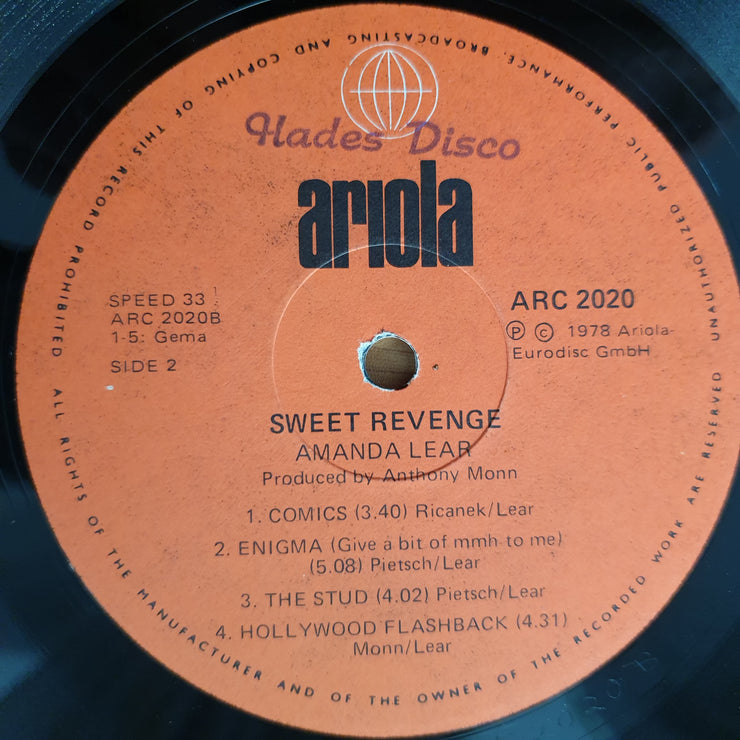 Hades Disco
ariola
SPEED 33⅓
ARC 2020B
1-5: Gema
SIDE 2
ARC 2020
Ⓟ © 1978 Ariola-
Eurodisc GmbH
SWEET REVENGE
AMANDA LEAR
Produced by Anthony Monn
1. COMICS (3.40) Ricanek/Lear
2. ENIGMA (Give a bit of mmh to me)
(5.08) Pietsch/Lear
3. THE STUD (4.02) Pietsch/Lear
4. HOLLYWOOD FLASHBACK (4.31)
Monn/Lear
ALL RIGHTS OF THE MANUFACTURER AND OF THE OWNER OF THE RECORDED WORK ARE RESERVED UNAUTHORIZED PUBLIC PERFORMANCE, BROADCASTING AND COPYING OF THIS RECORD PROHIBITED